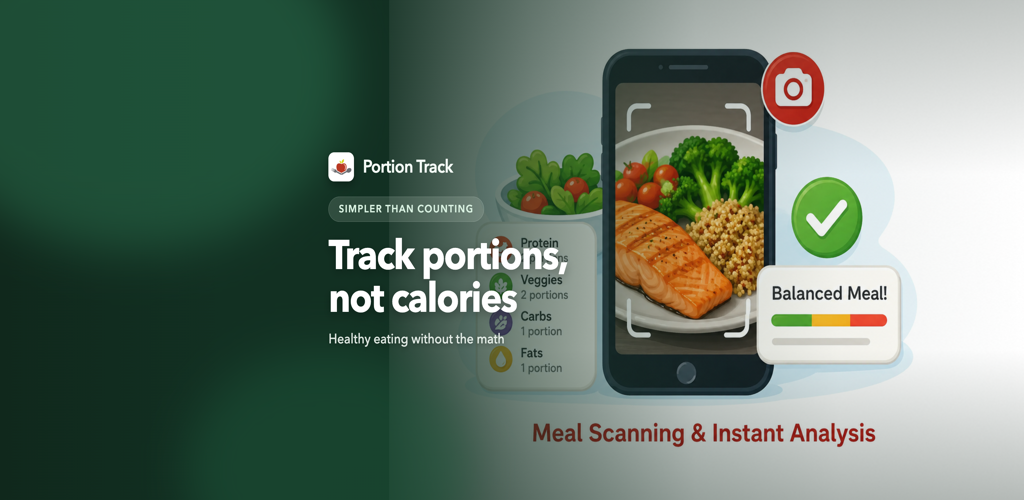 Portion Track
SIMPLER THAN COUNTING
Track portions,
not calories
Healthy eating without the math
Protein
Veggies
2 portions
Carbs
1 portion
Fats
1 portion
Balanced Meal!
Meal Scanning & Instant Analysis